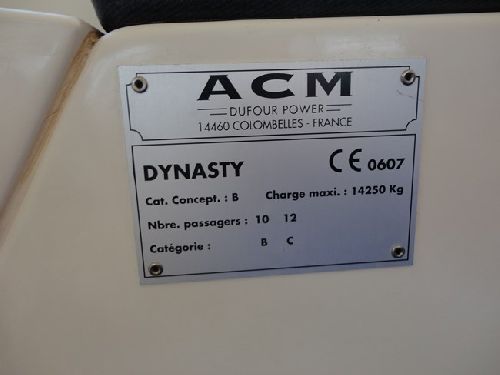 ACM
DUFOUR POWER
14460 COLOMBELLES - FRANCE
DYNASTY CE 0607
Cat. Concept. : B Charge maxi. : 14250 Kg
Nbre. passagers : 10 12
Catégorie : B C